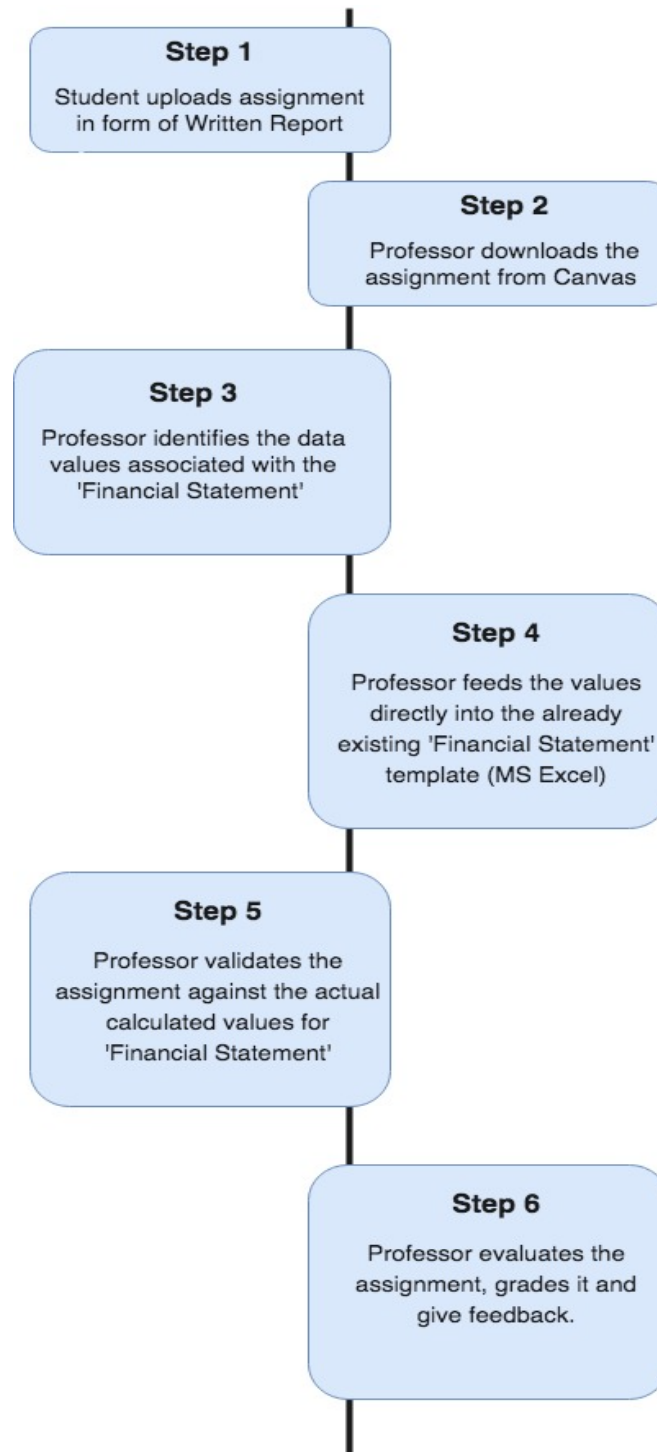 Step 1
Student uploads assignment
in form of Written Report
Step 2
Professor downloads the
assignment from Canvas
Step 3
Professor identifies the data
values associated with the
'Financial Statement'
Step 4
Professor feeds the values
directly into the already
existing 'Financial Statement'
template (MS Excel)
Step 5
Professor validates the
assignment against the actual
calculated values for
'Financial Statement'
Step 6
Professor evaluates the
assignment, grades it and
give feedback.